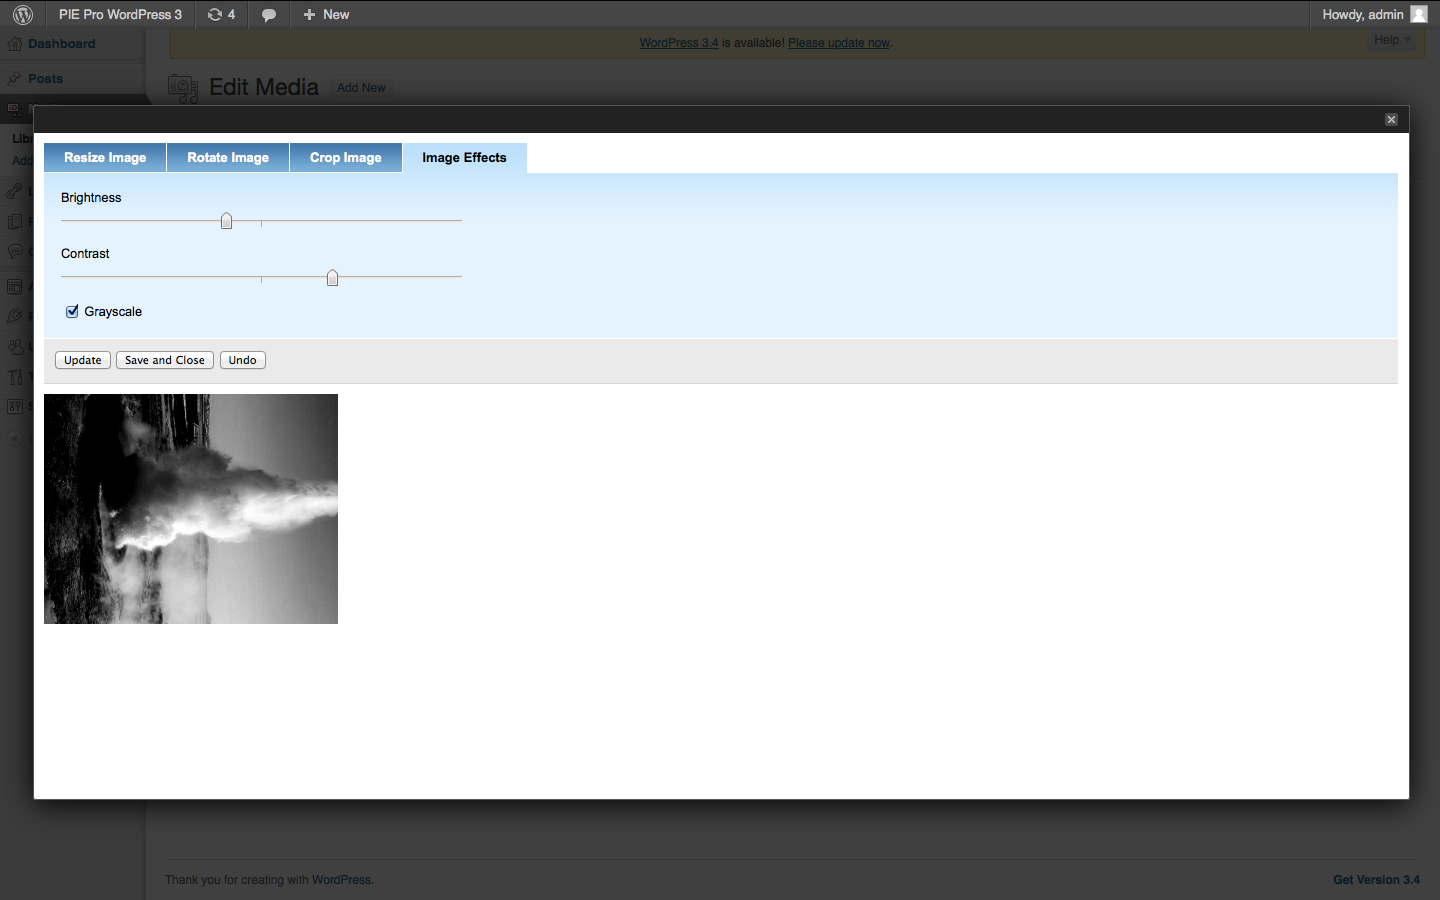 PIE Pro WordPress 3
4
New
Howdy, admin
Dashboard
WordPress 3.4 is available! Please update now.
Help
Posts
Edit Media
Add New
Resize Image
Rotate Image
Crop Image
Image Effects
Brightness
Contrast
Grayscale
Update
Save and Close
Undo
Thank you for creating with WordPress.
Get Version 3.4